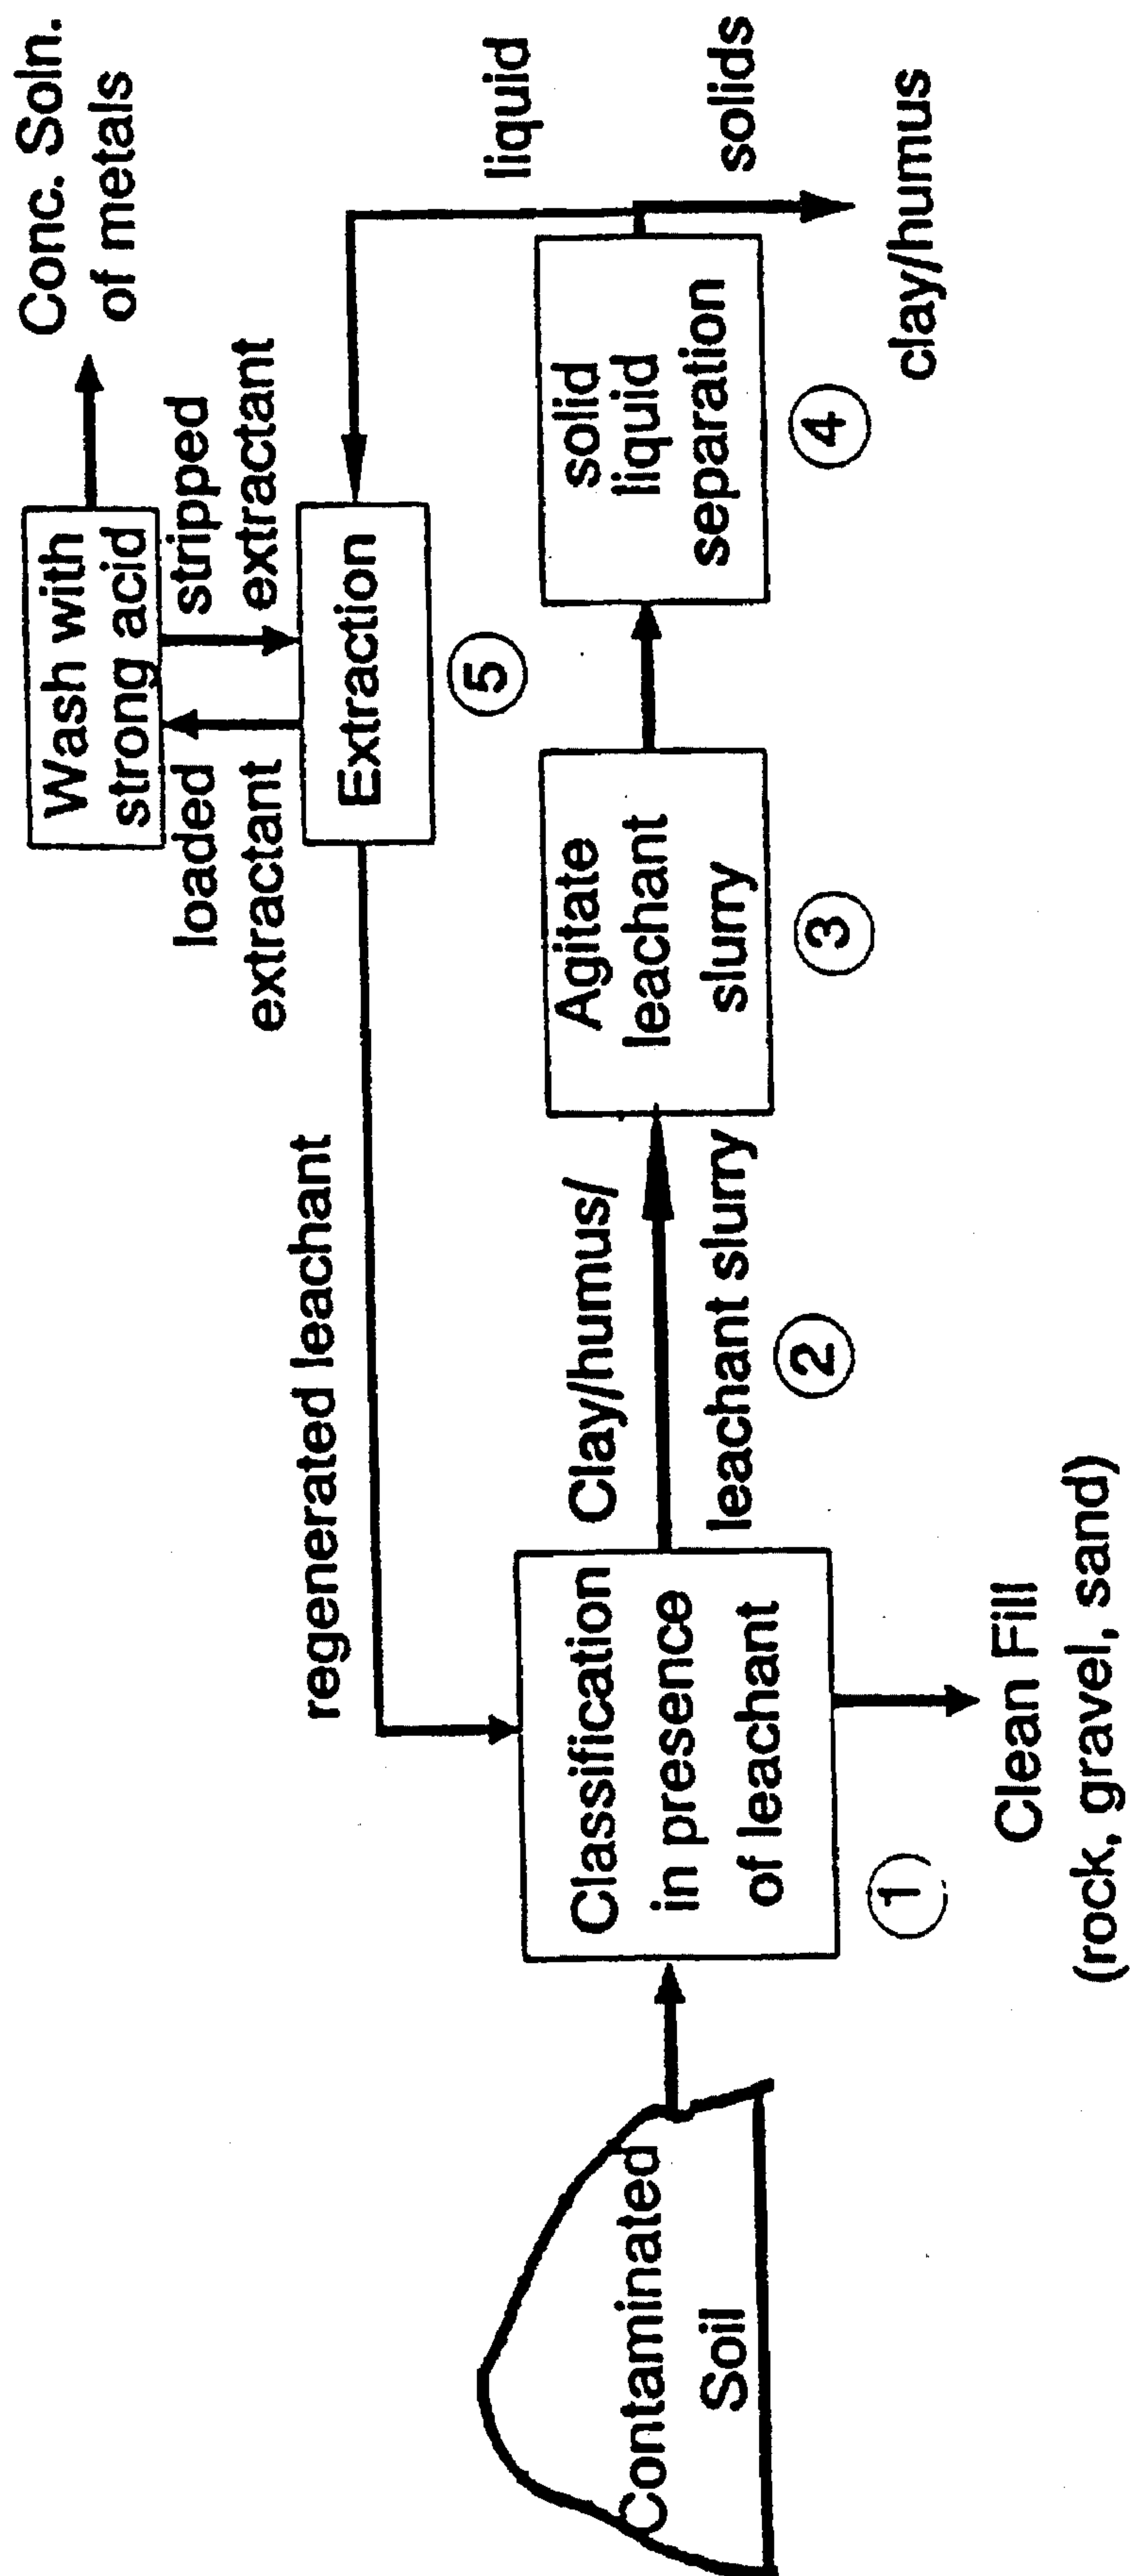 Contaminated
Soil
Classification
in presence
of leachant
1
Clean Fill
(rock, gravel, sand)
regenerated leachant
Clay/humus/
leachant slurry
2
Agitate
leachant
slurry
3
solid
liquid
separation
4
liquid
solids
clay/humus
Extraction
5
loaded
extractant
stripped
extractant
Wash with
strong acid
Conc. Soln.
of metals